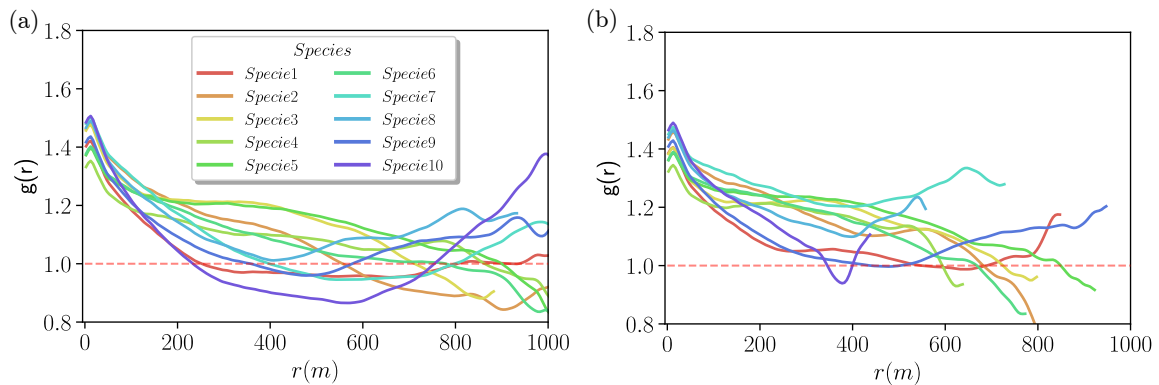 (a)
1.8
1.6
1.4
1.2
1.0
0.8
g(r)
0
200
400
600
800
1000
r(m)
Species
Specie1
Specie2
Specie3
Specie4
Specie5
Specie6
Specie7
Specie8
Specie9
Specie10
(b)
1.8
1.6
1.4
1.2
1.0
0.8
g(r)
0
200
400
600
800
1000
r(m)